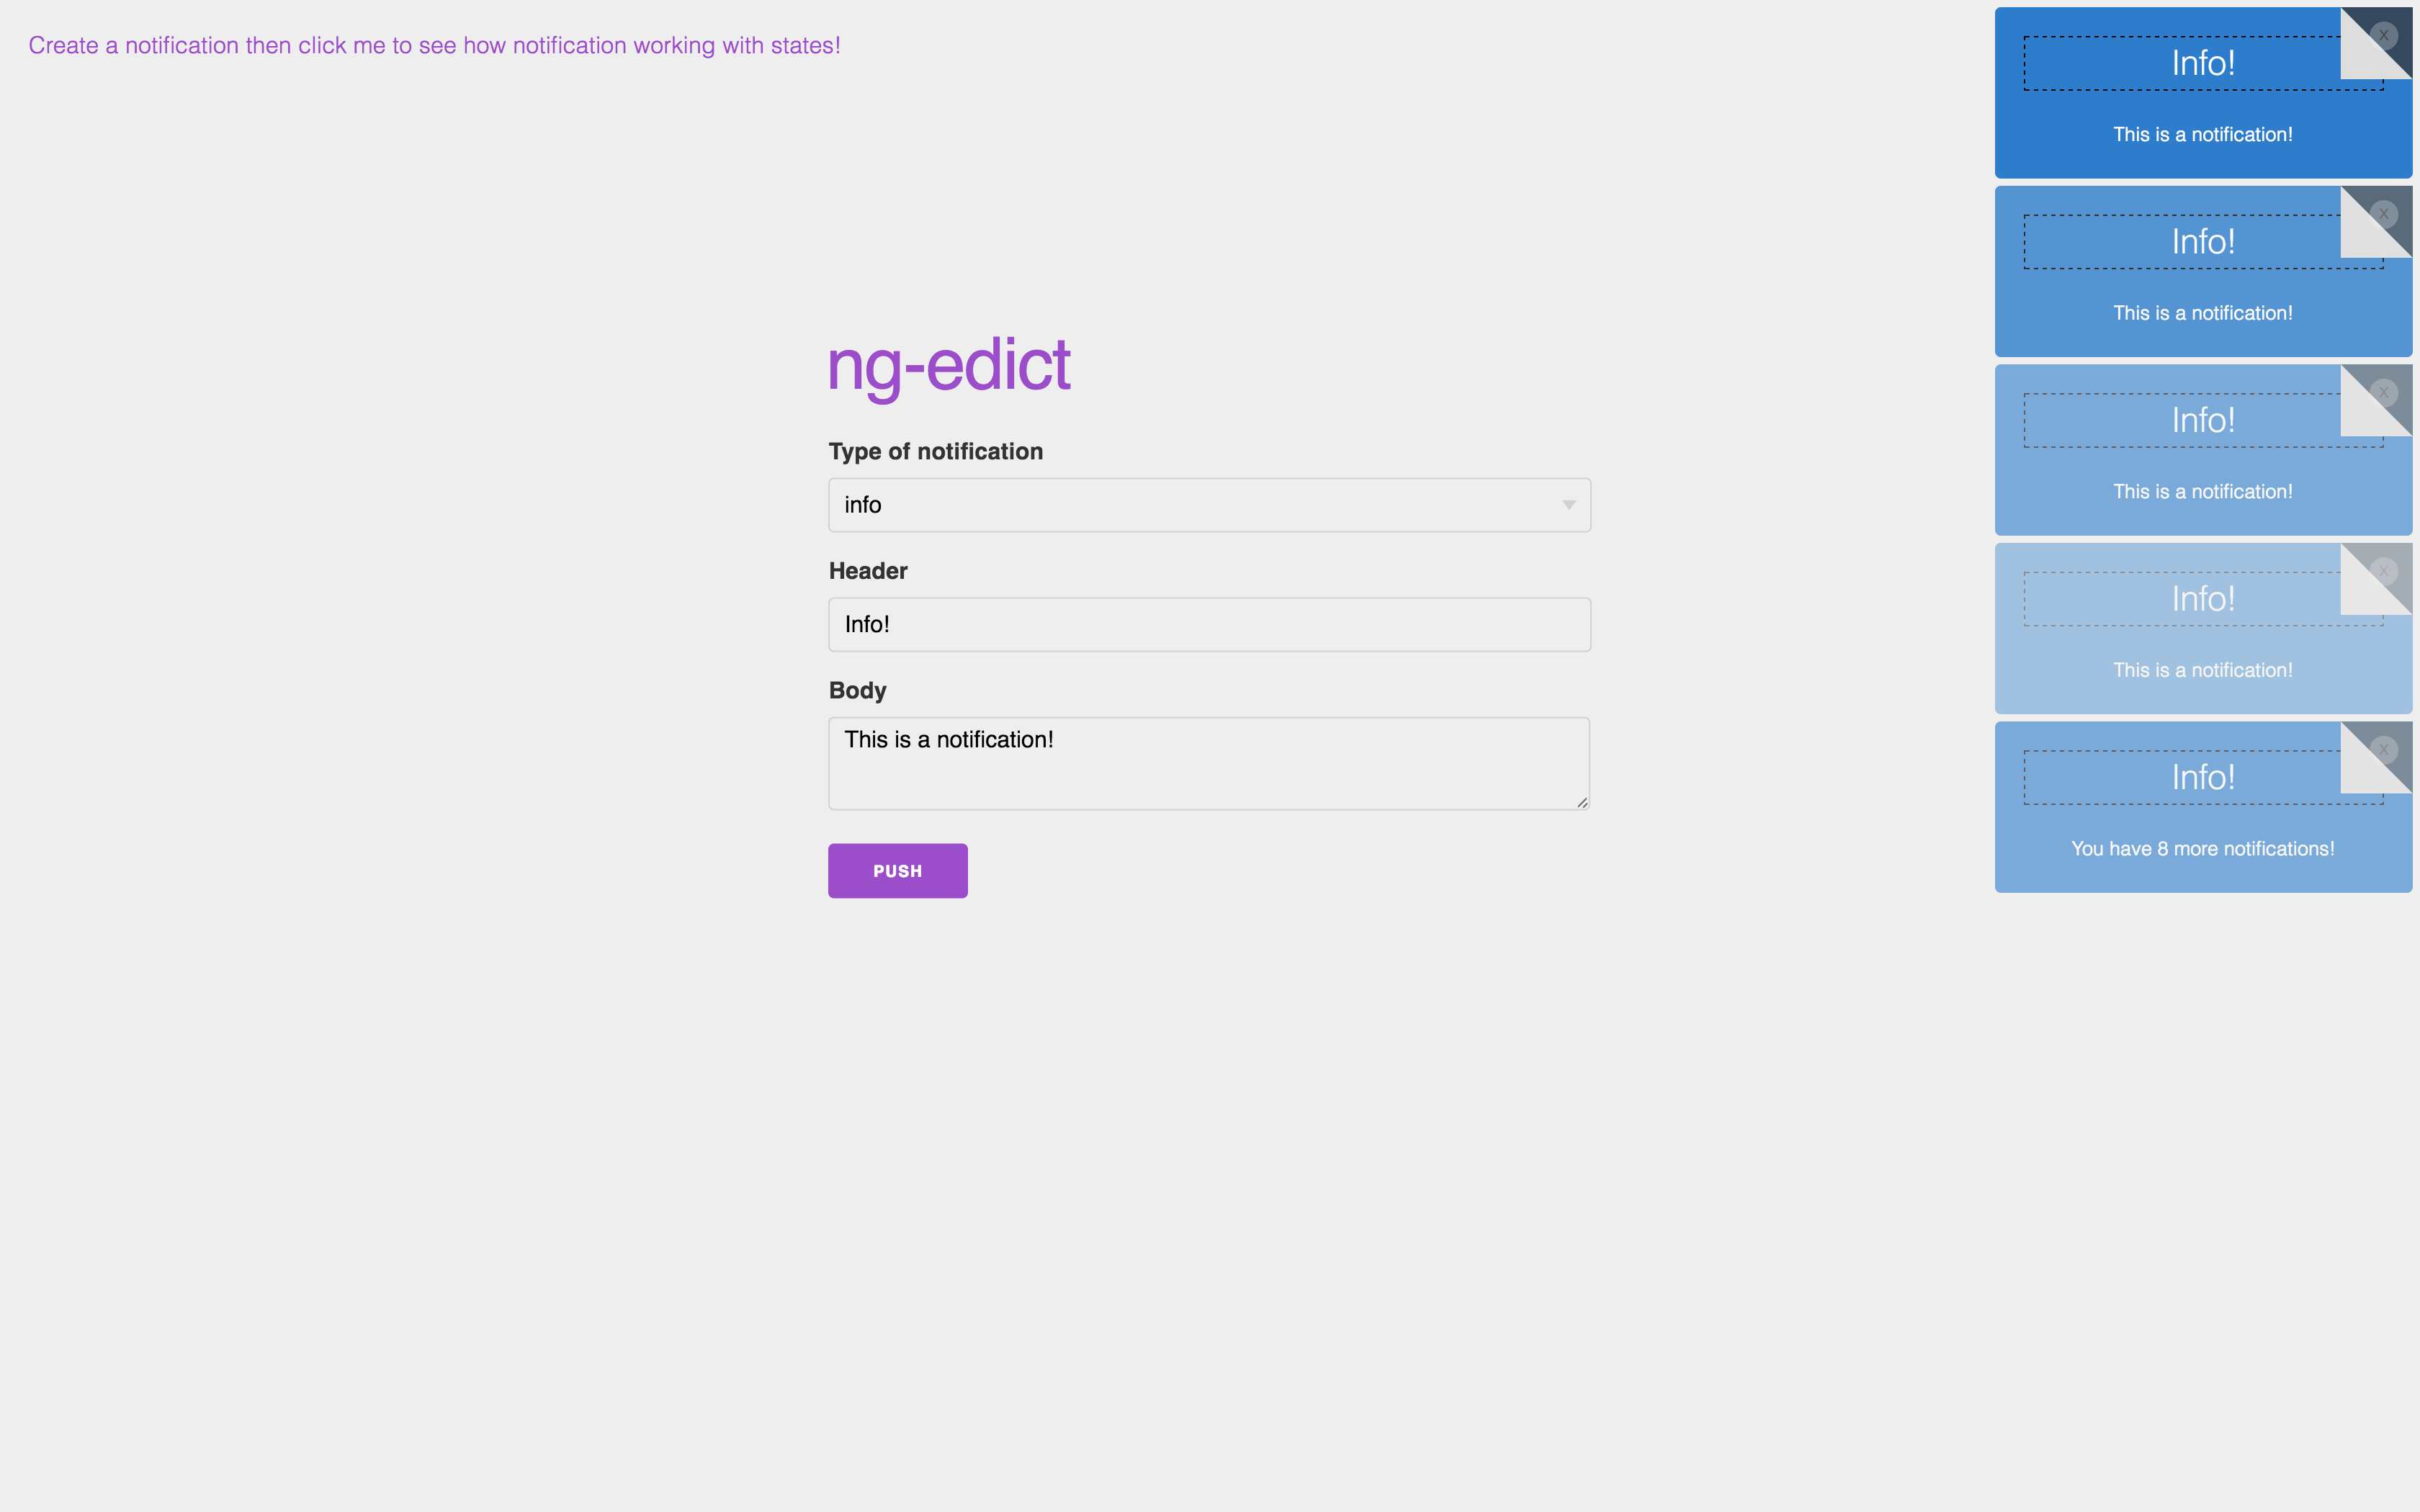 Create a notification then click me to see how notification working with states!
ng-edict
Type of notification
info
Header
Info!
Body
This is a notification!
PUSH
X
Info!
This is a notification!
X
Info!
This is a notification!
X
Info!
This is a notification!
X
Info!
This is a notification!
X
Info!
You have 8 more notifications!